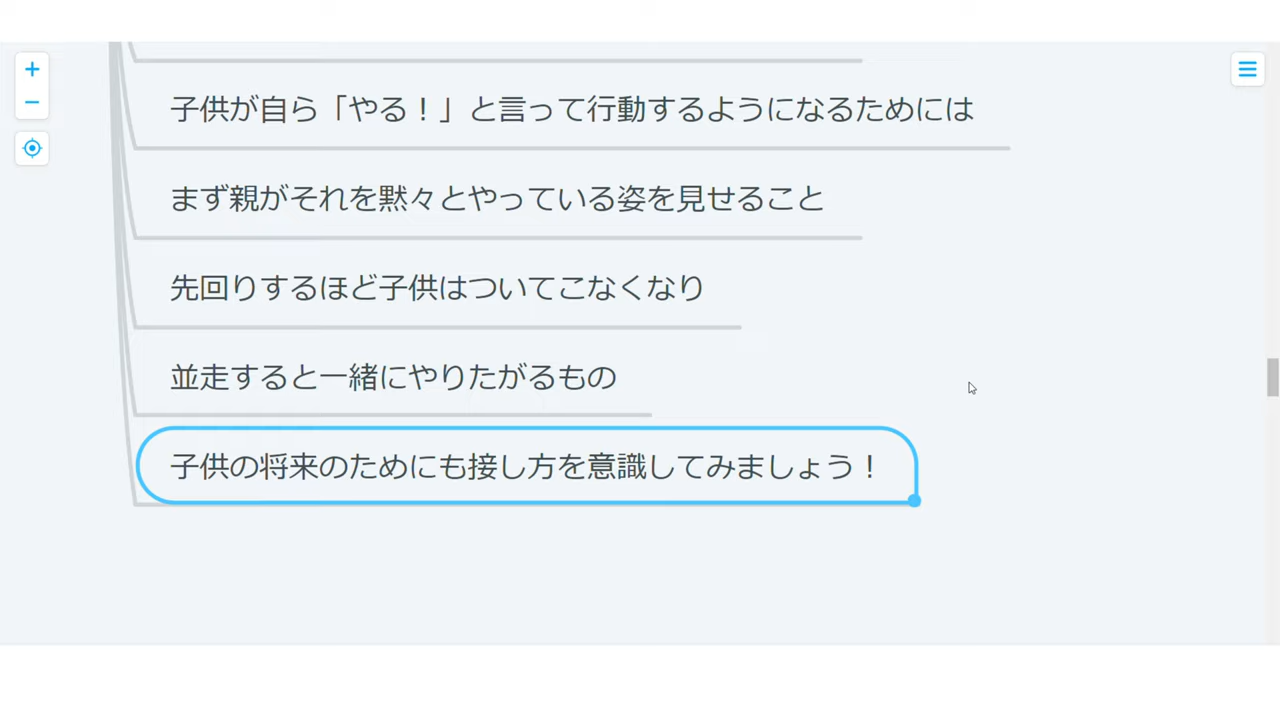 子供が自ら「やる！」と言って行動するようになるためには
まず親がそれを黙々とやっている姿を見せること
先回りするほど子供はついてこなくなり
並走すると一緒にやりたがるもの
子供の将来のためにも接し方を意識してみましょう！